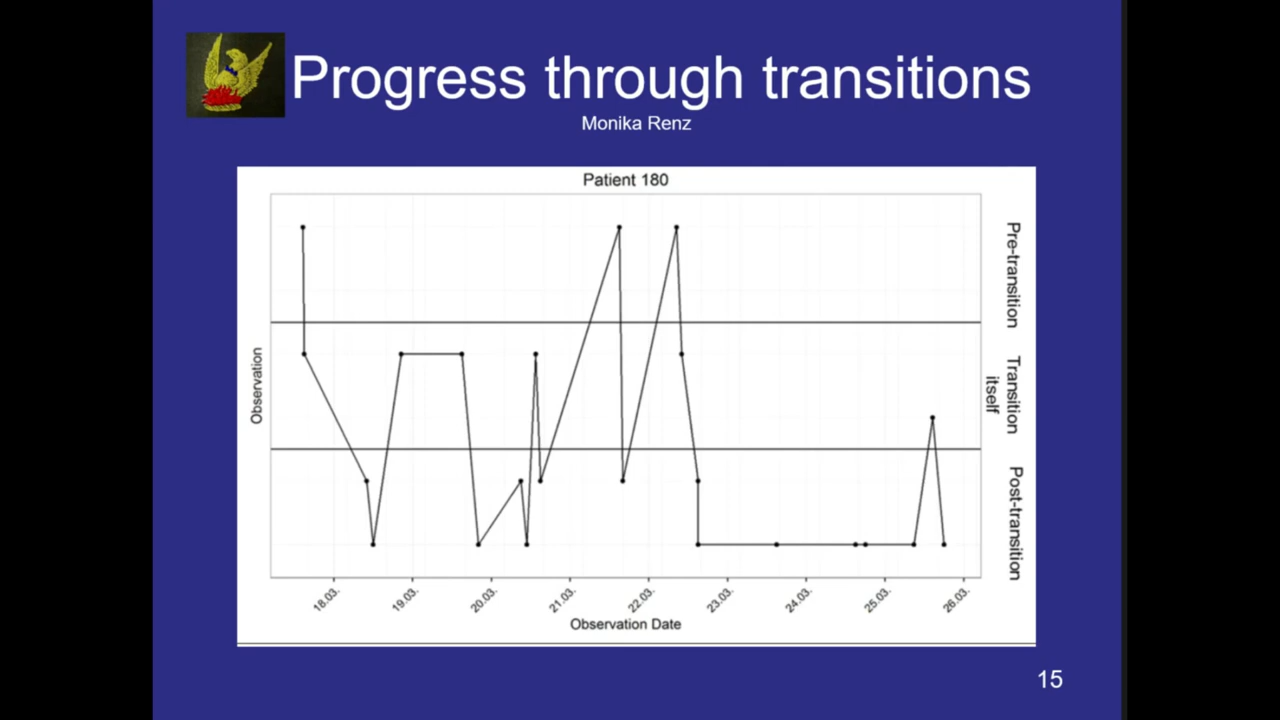 Progress through transitions
Monika Renz
Patient 180
Pre-transition
Transition
itself
Post-transition
Observation
18.03.
19.03.
20.03.
21.03.
22.03.
23.03.
24.03.
25.03.
26.03.
Observation Date
15